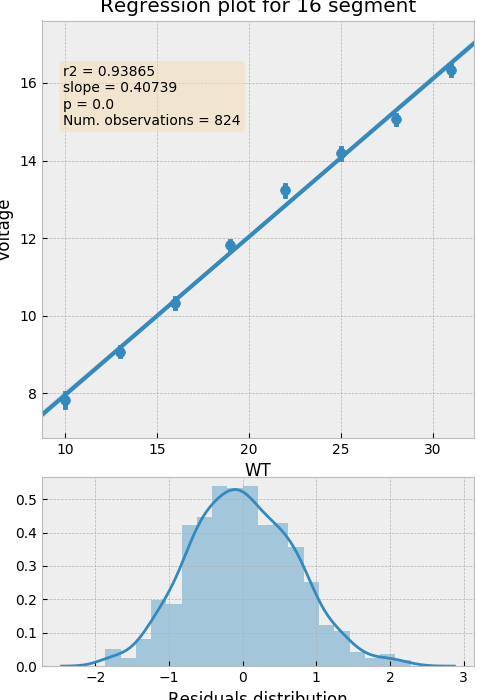 Regression plot for 16 segment
r2 = 0.93865
slope = 0.40739
p = 0.0
Num. observations = 824
16
14
12
10
8
Voltage
10 15 20 25 30
WT
0.5
0.4
0.3
0.2
0.1
0.0
−2 −1 0 1 2 3
Residuals distribution